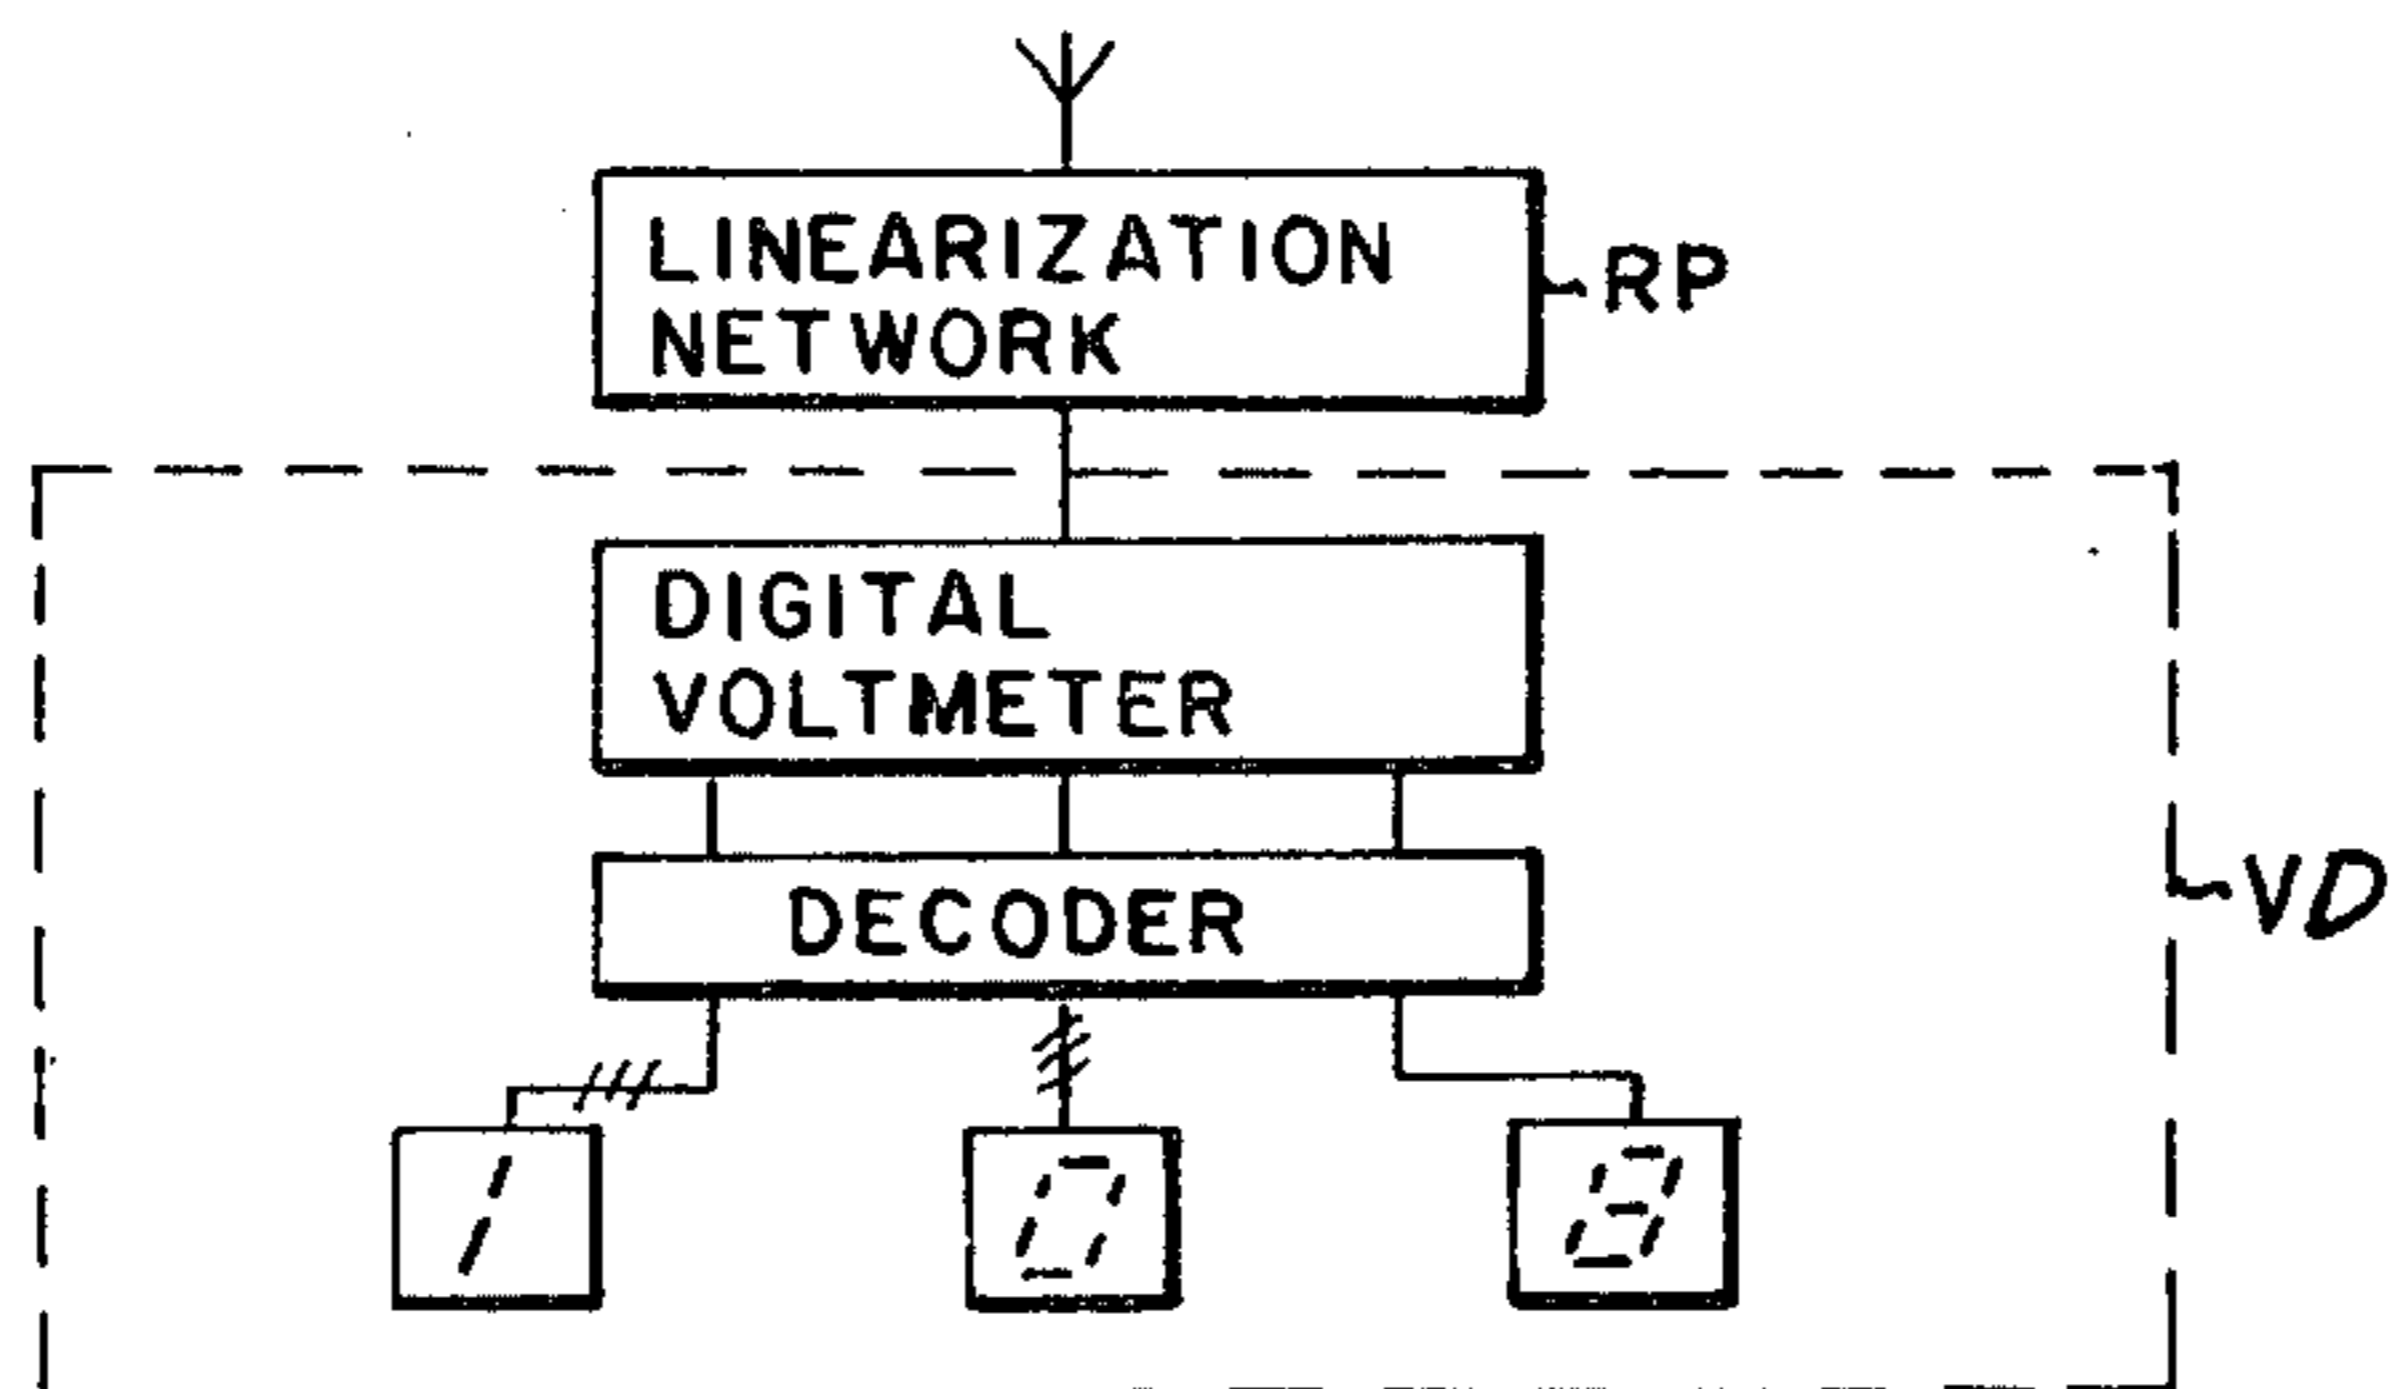 LINEARIZATION
NETWORK
RP
DIGITAL
VOLTMETER
DECODER
VD
1 0 8